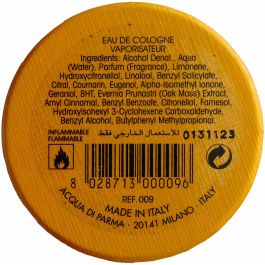 EAU DE COLOGNE
VAPORISATEUR
Ingredients: Alcohol Denat., Aqua
(Water), Parfum (Fragrance), Limonene,
Hydroxycitronellal, Linalool, Benzyl Salicylate,
Citral, Coumarin, Eugenol, Alpha-Isomethyl Ionone,
Geraniol, BHT, Evernia Prunastri (Oak Moss) Extract,
Amyl Cinnamal, Benzyl Benzoate, Citronellol, Farnesol,
Hydroxyisohexyl 3-Cyclohexene Carboxaldehyde,
Benzyl Alcohol, Butylphenyl Methylpropional.
INFLAMMABLE
FLAMMABLE
للاستعمال الخارجي فقط
0131123
8 028713 000096
REF. 009
MADE IN ITALY
ACQUA DI PARMA - 20141 MILANO - ITALY